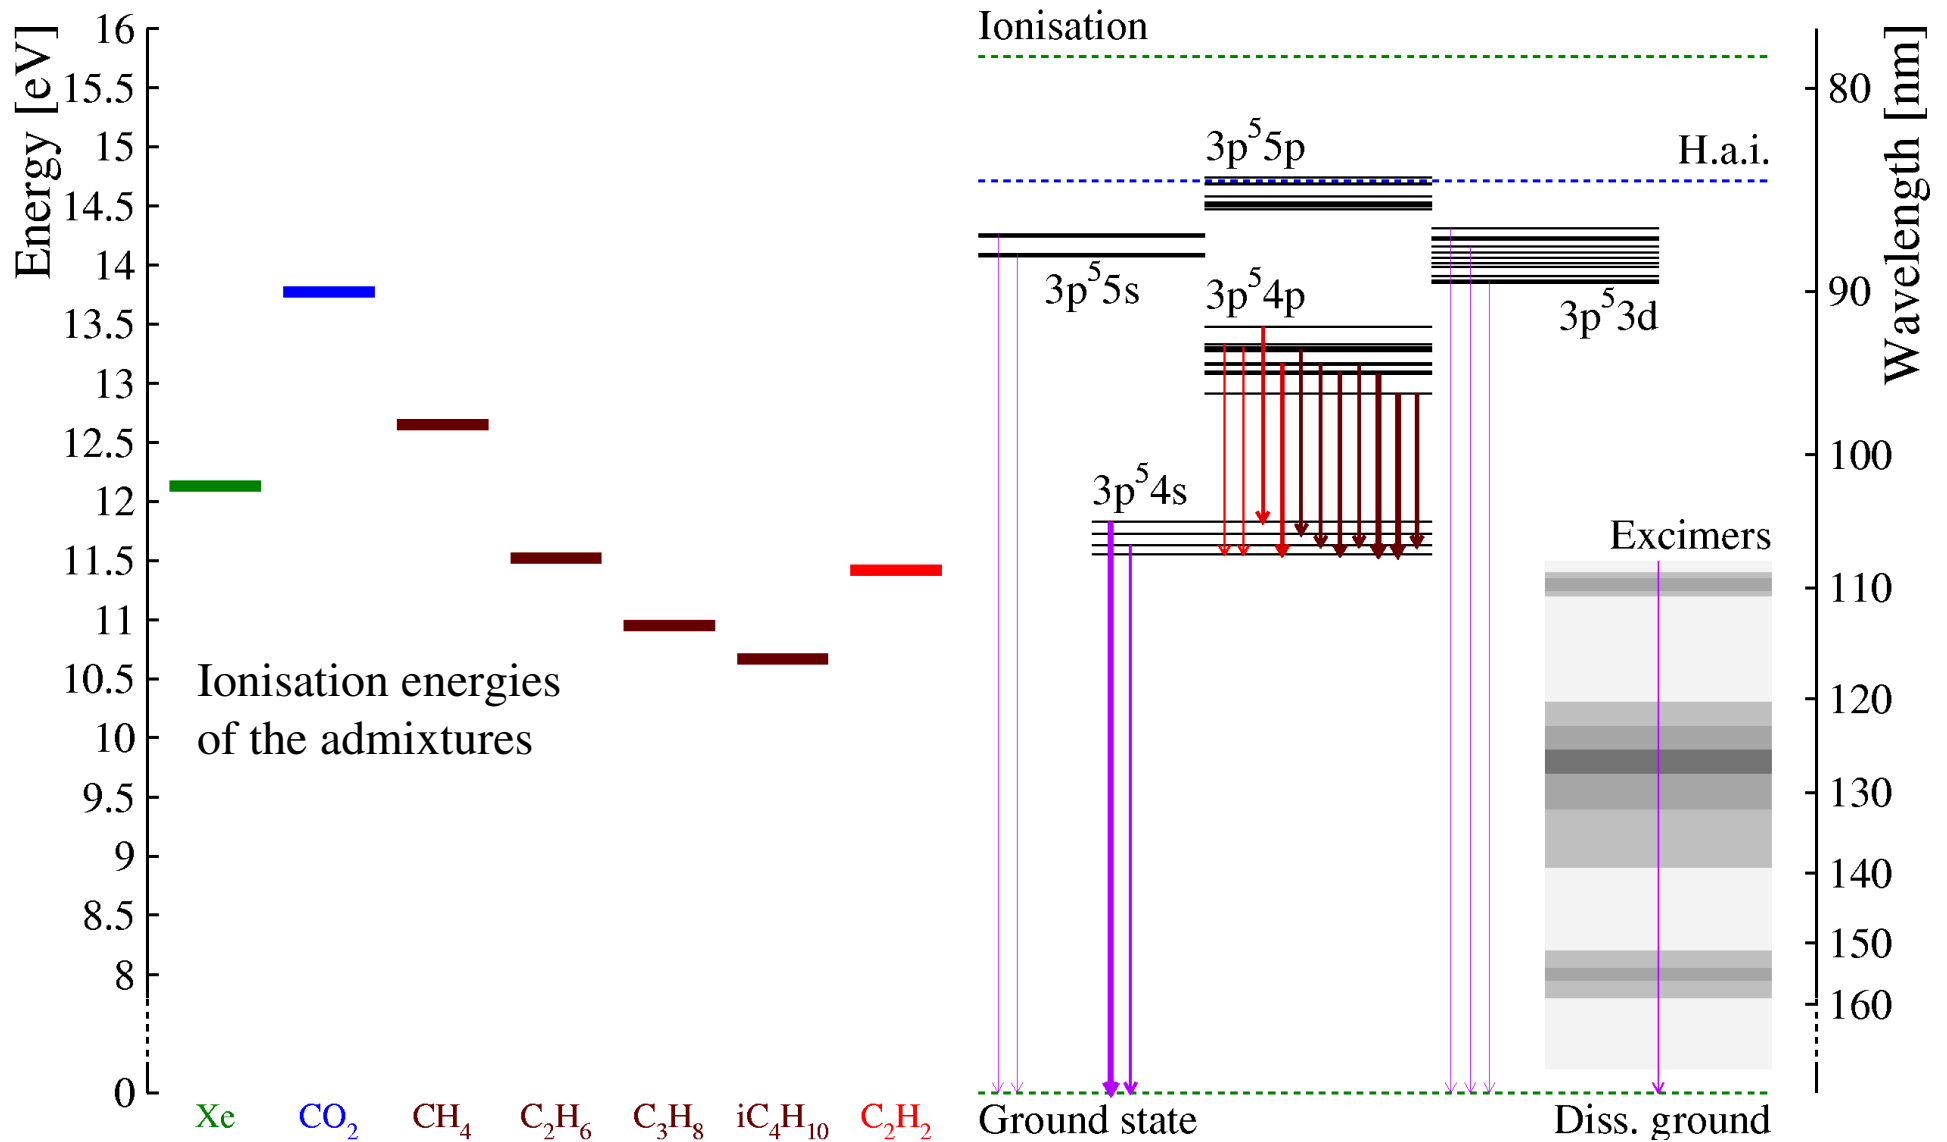 Energy [eV]
16
15.5
15
14.5
14
13.5
13
12.5
12
11.5
11
10.5
10
9.5
9
8.5
8
0
Ionisation energies
of the admixtures
Xe
CO₂
CH₄
C₂H₆
C₃H₈
iC₄H₁₀
C₂H₂
Ionisation
H.a.i.
3p⁵5p
3p⁵5s
3p⁵4p
3p⁵3d
3p⁵4s
Excimers
Ground state
Diss. ground
Wavelength [nm]
80
90
100
110
120
130
140
150
160